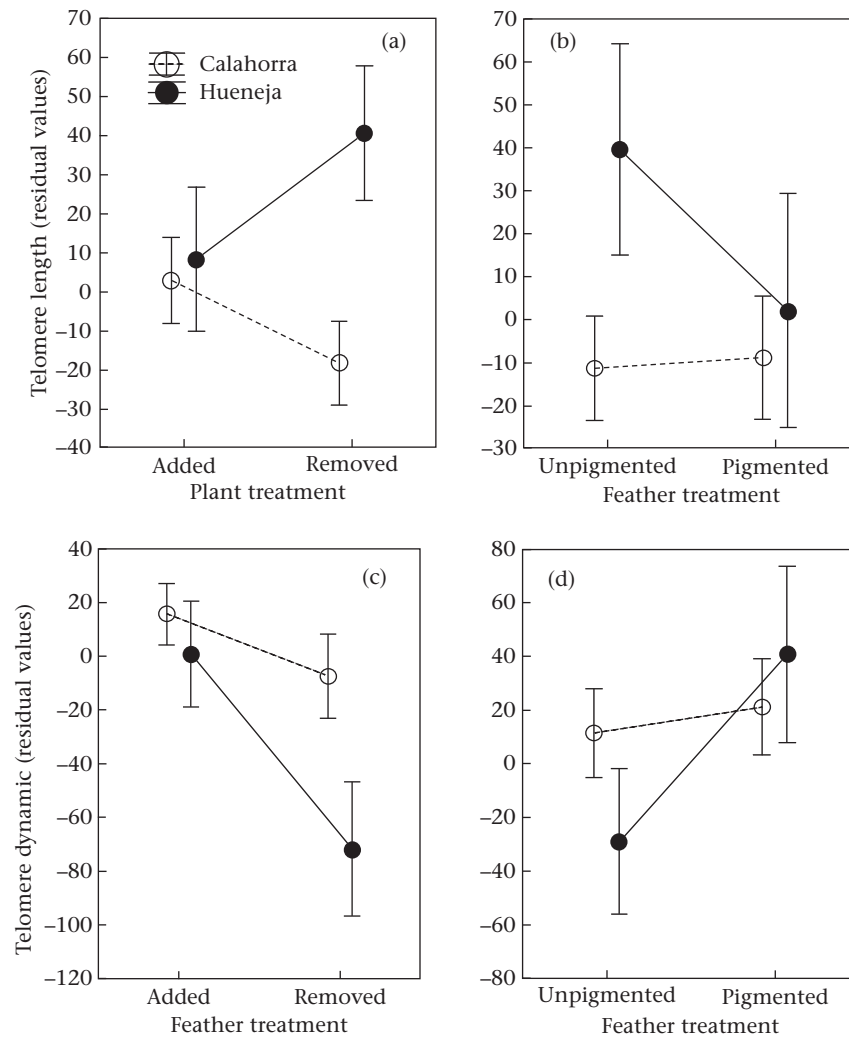 70
60
50
40
30
20
10
0
–10
–20
–30
–40
Telomere length (residual values)
Calahorra
Hueneja
(a)
Added
Removed
Plant treatment
70
60
50
40
30
20
10
0
–10
–20
–30
(b)
Unpigmented
Pigmented
Feather treatment
40
20
0
–20
–40
–60
–80
–100
–120
Telomere dynamic (residual values)
(c)
Added
Removed
Feather treatment
80
60
40
20
0
–20
–40
–60
–80
(d)
Unpigmented
Pigmented
Feather treatment